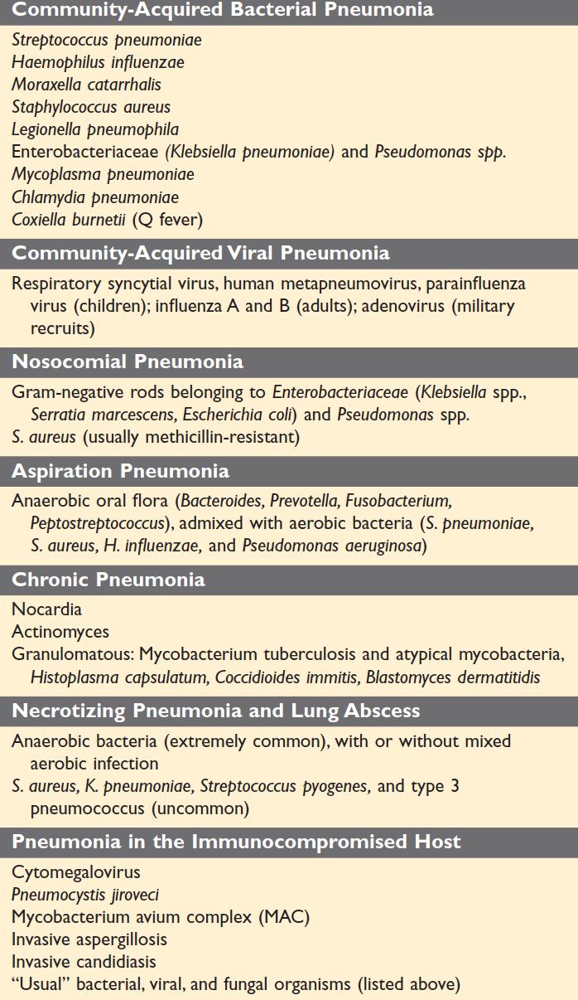 Community-Acquired Bacterial Pneumonia
Streptococcus pneumoniae
Haemophilus influenzae
Moraxella catarrhalis
Staphylococcus aureus
Legionella pneumophila
Enterobacteriaceae (Klebsiella pneumoniae) and Pseudomonas spp.
Mycoplasma pneumoniae
Chlamydia pneumoniae
Coxiella burnetii (Q fever)
Community-Acquired Viral Pneumonia
Respiratory syncytial virus, human metapneumovirus, parainfluenza
virus (children); influenza A and B (adults); adenovirus (military
recruits)
Nosocomial Pneumonia
Gram-negative rods belonging to Enterobacteriaceae (Klebsiella spp.,
Serratia marcescens, Escherichia coli) and Pseudomonas spp.
S. aureus (usually methicillin-resistant)
Aspiration Pneumonia
Anaerobic oral flora (Bacteroides, Prevotella, Fusobacterium,
Peptostreptococcus), admixed with aerobic bacteria (S. pneumoniae,
S. aureus, H. influenzae, and Pseudomonas aeruginosa)
Chronic Pneumonia
Nocardia
Actinomyces
Granulomatous: Mycobacterium tuberculosis and atypical mycobacteria,
Histoplasma capsulatum, Coccidioides immitis, Blastomyces dermatitidis
Necrotizing Pneumonia and Lung Abscess
Anaerobic bacteria (extremely common), with or without mixed
aerobic infection
S. aureus, K. pneumoniae, Streptococcus pyogenes, and type 3
pneumococcus (uncommon)
Pneumonia in the Immunocompromised Host
Cytomegalovirus
Pneumocystis jiroveci
Mycobacterium avium complex (MAC)
Invasive aspergillosis
Invasive candidiasis
“Usual” bacterial, viral, and fungal organisms (listed above)